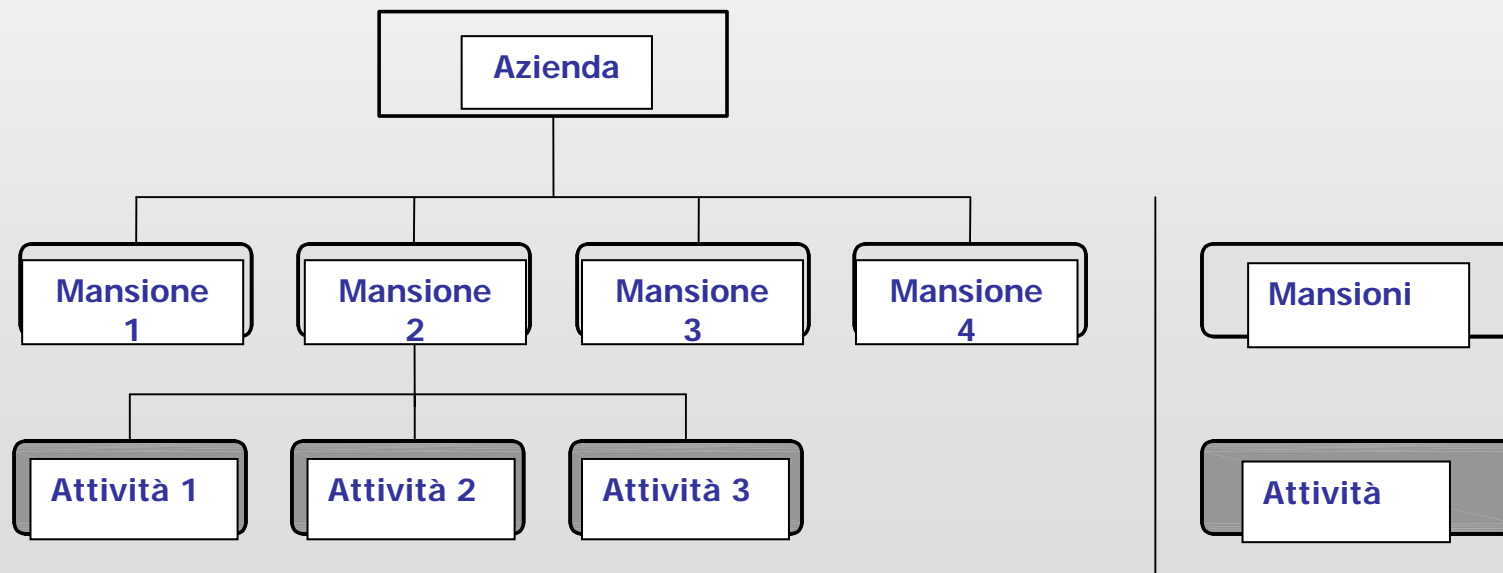 Azienda
Mansione
1
Mansione
2
Mansione
3
Mansione
4
Mansioni
Attività 1
Attività 2
Attività 3
Attività